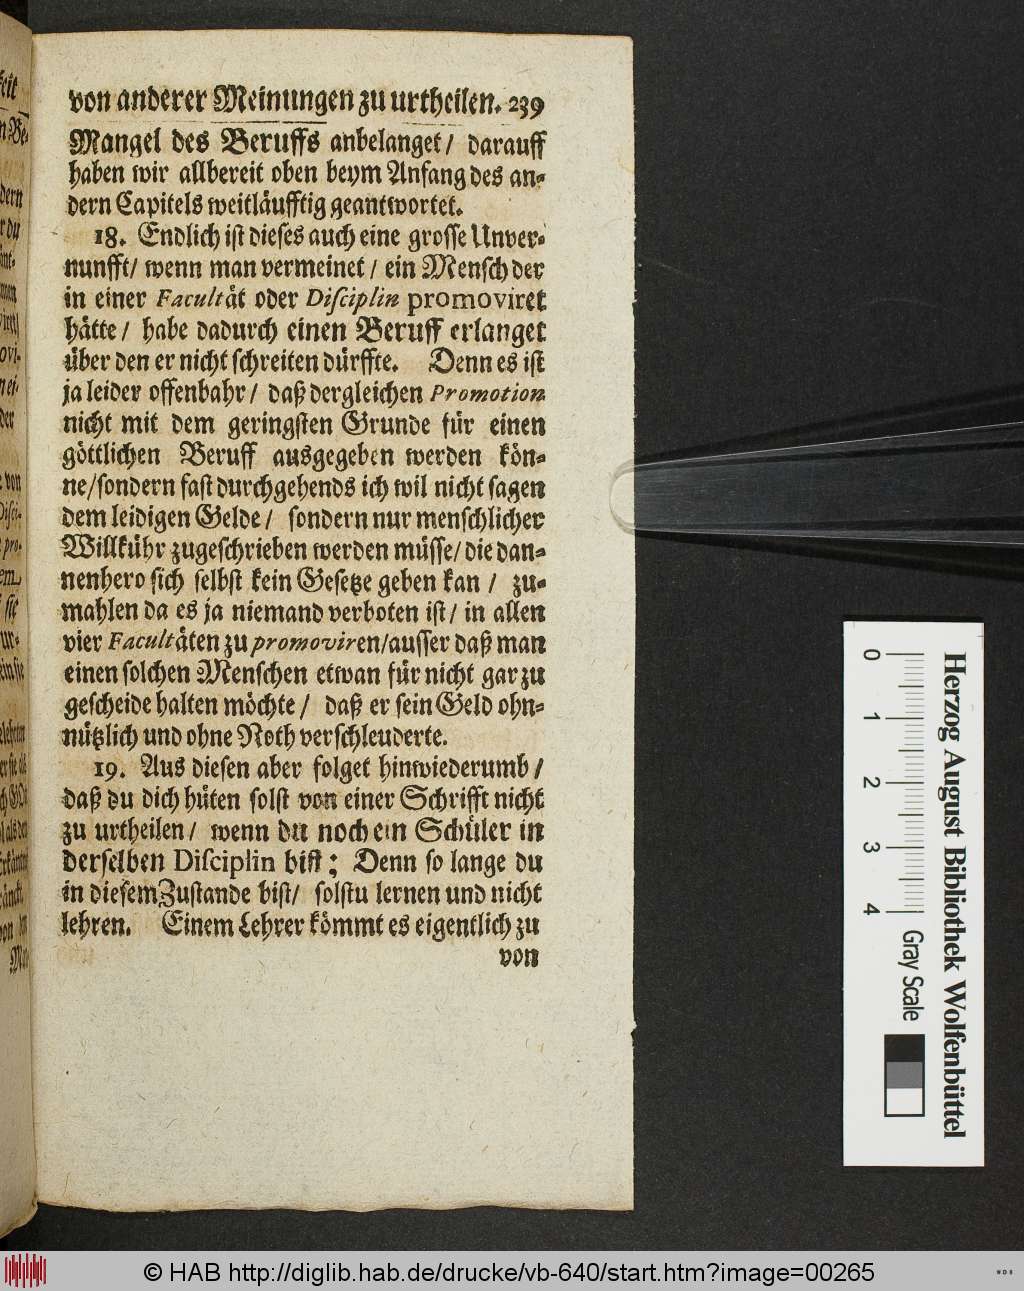 von anderer Meinungen zu urtheilen. 239
Mangel des Beruffs anbelanget / darauff
haben wir allbereit oben beym Anfang des an-
dern Capitels weitläufftig geantwortet.
18. Endlich ist dieses auch eine grosse Unver-
nunfft / wenn man vermeinet / ein Mensch der
in einer Facultät oder Disciplin promoviret
hätte / habe dadurch einen Beruff erlanget
über den er nicht schreiten dürffte. Denn es ist
ja leider offenbahr / daß dergleichen Promotion
nicht mit dem geringsten Grunde für einen
göttlichen Beruff ausgegeben werden kön-
ne / sondern fast durchgehends ich wil nicht sagen
dem leidigen Gelde / sondern nur menschlicher
Willkühr zugeschrieben werden müsse / die dan-
nenhero sich selbst kein Gesetze geben kan / zu-
mahlen da es ja niemand verboten ist / in allen
vier Facultäten zu promoviren / ausser daß man
einen solchen Menschen etwan für nicht gar zu
gescheide halten möchte / daß er sein Geld ohn-
nützlich und ohne Noth verschleuderte.
19. Aus diesen aber folget hinwiederumb /
daß du dich hüten solst von einer Schrifft nicht
zu urtheilen / wenn du noch ein Schüler in
derselben Disciplin bist; Denn so lange du
in diesem Zustande bist / solstu lernen und nicht
lehren. Einem Lehrer kömmt es eigentlich zu
von
Herzog August Bibliothek Wolfenbüttel
0 1 2 3 4 Gray Scale
© HAB http://diglib.hab.de/drucke/vb-640/start.htm?image=00265